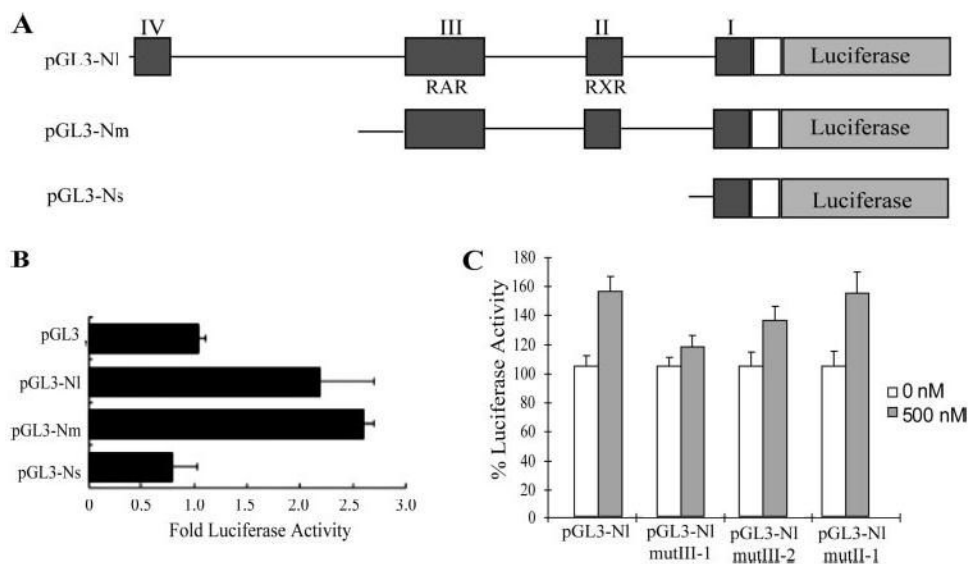 A
IV III II I
pGL3-Nl Luciferase
RAR RXR
pGL3-Nm Luciferase
pGL3-Ns Luciferase
B
pGL3
pGL3-Nl
pGL3-Nm
pGL3-Ns
0 0.5 1.0 1.5 2.0 2.5 3.0
Fold Luciferase Activity
C
% Luciferase Activity
180
160
140
120
100
80
60
40
20
0
0 nM
500 nM
pGL3-Nl pGL3-Nl pGL3-Nl pGL3-Nl
mutIII-1 mutIII-2 mutII-1